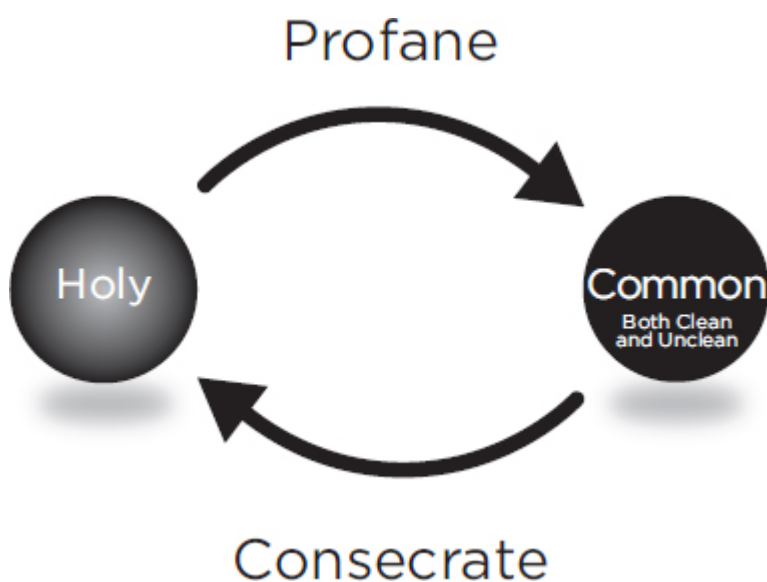 Profane
Holy
Common
Both Clean
and Unclean
Consecrate